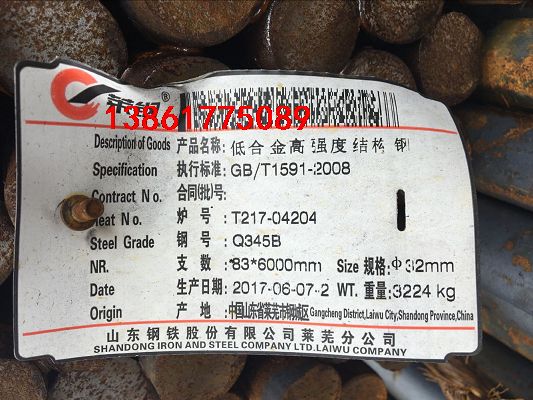 莱钢®
13861775089
Description of Goods 产品名称: 低合金高强度结构钢
Specification 执行标准: GB/T1591-2008
Contract No. 合同(批)号:
Heat No. 炉 号: T217-04204
Steel Grade 钢 号: Q345B
NR. 支 数: 83*6000mm Size 规格: Φ32mm
Date 生产日期: 2017-06-07-2 WT. 重量: 3224 kg
Origin 产 地: 中国山东省莱芜市钢城区 Gangcheng District,Laiwu City,Shandong Province,China
山东钢铁股份有限公司莱芜分公司
SHANDONG IRON AND STEEL COMPANY LTD.LAIWU COMPANY